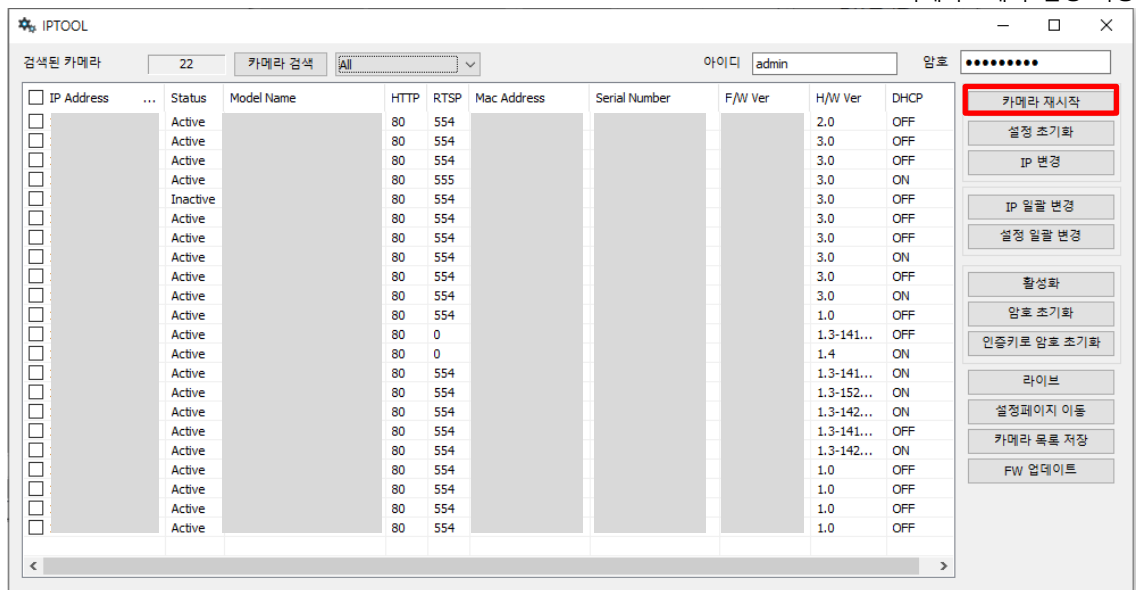 IPTOOL
검색된 카메라 22 카메라 검색 All 아이디 admin 암호 ●●●●●●●●●
IP Address ... Status Model Name HTTP RTSP Mac Address Serial Number F/W Ver H/W Ver DHCP
Active 80 554 2.0 OFF
Active 80 554 3.0 OFF
Active 80 554 3.0 OFF
Active 80 555 3.0 ON
Inactive 80 554 3.0 OFF
Active 80 554 3.0 OFF
Active 80 554 3.0 OFF
Active 80 554 3.0 ON
Active 80 554 3.0 OFF
Active 80 554 3.0 ON
Active 80 554 1.0 OFF
Active 80 0 1.3-141... OFF
Active 80 0 1.4 ON
Active 80 554 1.3-141... ON
Active 80 554 1.3-152... ON
Active 80 554 1.3-142... ON
Active 80 554 1.3-141... OFF
Active 80 554 1.3-142... ON
Active 80 554 1.0 OFF
Active 80 554 1.0 OFF
Active 80 554 1.0 OFF
Active 80 554 1.0 OFF
카메라 재시작
설정 초기화
IP 변경
IP 일괄 변경
설정 일괄 변경
활성화
암호 초기화
인증키로 암호 초기화
라이브
설정페이지 이동
카메라 목록 저장
FW 업데이트